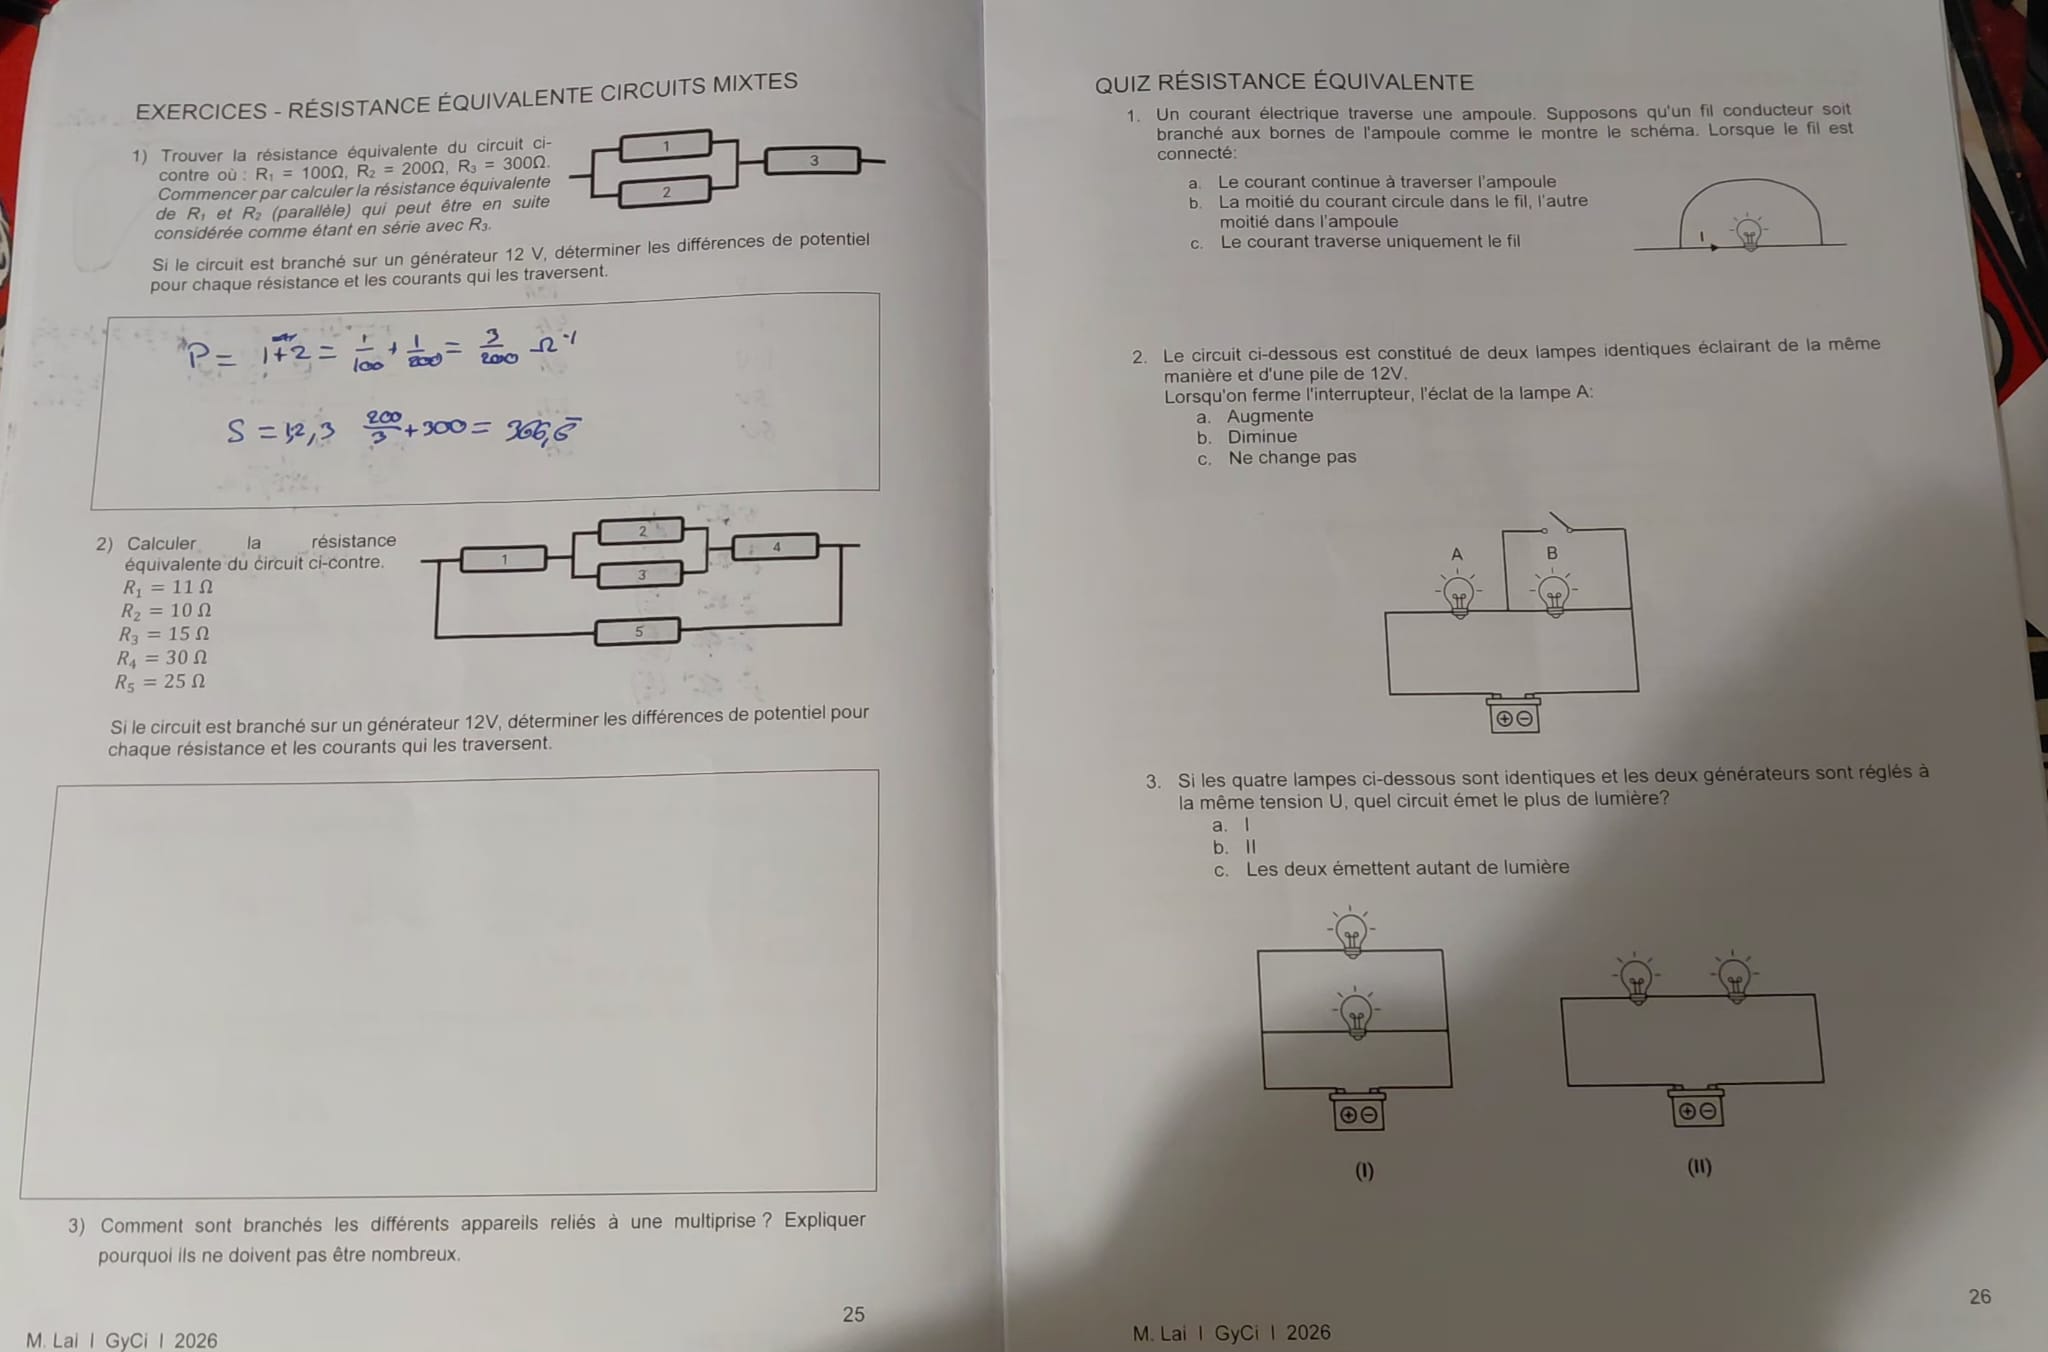 EXERCICES - RÉSISTANCE ÉQUIVALENTE CIRCUITS MIXTES
1) Trouver la résistance équivalente du circuit ci-
contre où : R₁ = 100Ω, R₂ = 200Ω, R₃ = 300Ω.
Commencer par calculer la résistance équivalente
de R₁ et R₂ (parallèle) qui peut être en suite
considérée comme étant en série avec R₃.
1
2
3
Si le circuit est branché sur un générateur 12 V, déterminer les différences de potentiel
pour chaque résistance et les courants qui les traversent.
P = 1+2 = 1/100 + 1/200 = 3/200 Ω⁻¹
S = 1,2,3 200/3 + 300 = 366,6̅
2) Calculer la résistance
équivalente du circuit ci-contre.
R₁ = 11 Ω
R₂ = 10 Ω
R₃ = 15 Ω
R₄ = 30 Ω
R₅ = 25 Ω
1
2
3
4
5
Si le circuit est branché sur un générateur 12V, déterminer les différences de potentiel pour
chaque résistance et les courants qui les traversent.
3) Comment sont branchés les différents appareils reliés à une multiprise ? Expliquer
pourquoi ils ne doivent pas être nombreux.
25
M. Lai I GyCi I 2026
QUIZ RÉSISTANCE ÉQUIVALENTE
1. Un courant électrique traverse une ampoule. Supposons qu'un fil conducteur soit
branché aux bornes de l'ampoule comme le montre le schéma. Lorsque le fil est
connecté:
a. Le courant continue à traverser l'ampoule
b. La moitié du courant circule dans le fil, l'autre
moitié dans l'ampoule
c. Le courant traverse uniquement le fil
I
2. Le circuit ci-dessous est constitué de deux lampes identiques éclairant de la même
manière et d'une pile de 12V.
Lorsqu'on ferme l'interrupteur, l'éclat de la lampe A:
a. Augmente
b. Diminue
c. Ne change pas
A B
+ −
3. Si les quatre lampes ci-dessous sont identiques et les deux générateurs sont réglés à
la même tension U, quel circuit émet le plus de lumière?
a. I
b. II
c. Les deux émettent autant de lumière
+ − + −
(I) (II)
26
M. Lai I GyCi I 2026